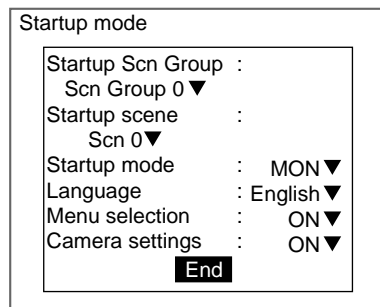 Startup mode
Startup Scn Group :
Scn Group 0▼
Startup scene :
Scn 0▼
Startup mode : MON▼
Language : English▼
Menu selection : ON▼
Camera settings : ON▼
End